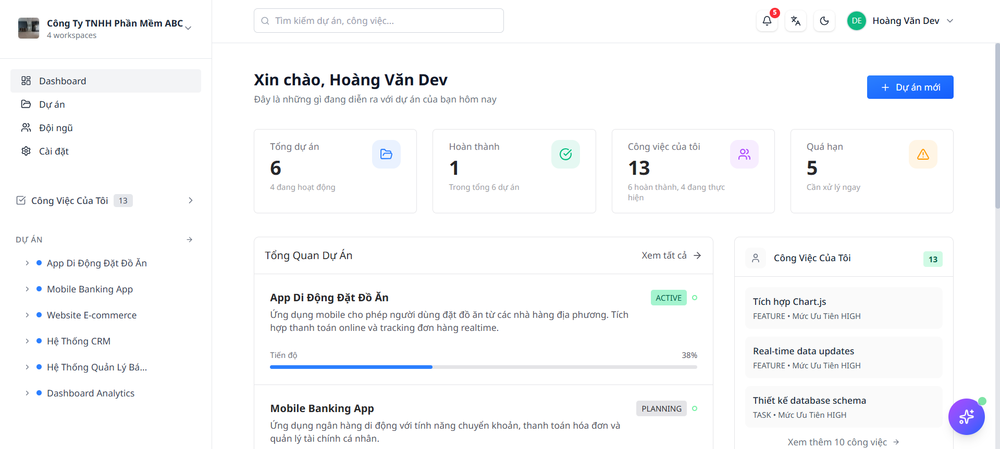 Công Ty TNHH Phần Mềm ABC
4 workspaces
Dashboard
Dự án
Đội ngũ
Cài đặt
Công Việc Của Tôi
13
DỰ ÁN
App Di Động Đặt Đồ Ăn
Mobile Banking App
Website E-commerce
Hệ Thống CRM
Hệ Thống Quản Lý Bá...
Dashboard Analytics
Tìm kiếm dự án, công việc...
5
DE
Hoàng Văn Dev
Xin chào, Hoàng Văn Dev
Đây là những gì đang diễn ra với dự án của bạn hôm nay
Dự án mới
Tổng dự án
6
4 đang hoạt động
Hoàn thành
1
Trong tổng 6 dự án
Công việc của tôi
13
6 hoàn thành, 4 đang thực
hiện
Quá hạn
5
Cần xử lý ngay
Tổng Quan Dự Án
Xem tất cả
App Di Động Đặt Đồ Ăn
ACTIVE
Ứng dụng mobile cho phép người dùng đặt đồ ăn từ các nhà hàng địa phương. Tích
hợp thanh toán online và tracking đơn hàng realtime.
Tiến độ
38%
Mobile Banking App
PLANNING
Ứng dụng ngân hàng di động với tính năng chuyển khoản, thanh toán hóa đơn và
quản lý tài chính cá nhân.
Công Việc Của Tôi
13
Tích hợp Chart.js
FEATURE • Mức Ưu Tiên HIGH
Real-time data updates
FEATURE • Mức Ưu Tiên HIGH
Thiết kế database schema
TASK • Mức Ưu Tiên HIGH
Xem thêm 10 công việc